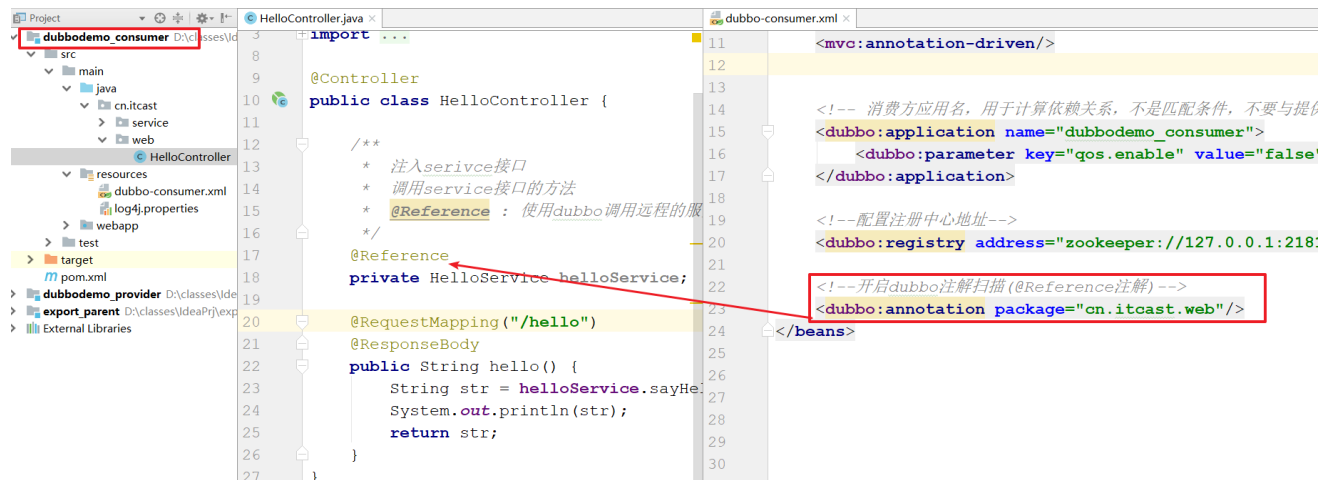 Project
dubbodemo_consumer D:\classes\Ide
src
main
java
cn.itcast
service
web
HelloController
resources
dubbo-consumer.xml
log4j.properties
webapp
test
target
pom.xml
dubbodemo_provider D:\classes\Ide
export_parent D:\classes\IdeaPrj\exp
External Libraries
HelloController.java
3 import ...
8
9 @Controller
10 public class HelloController {
11
12 /**
13 * 注入serivce接口
14 * 调用service接口的方法
15 * @Reference : 使用dubbo调用远程的服
16 */
17 @Reference
18 private HelloService helloService;
19
20 @RequestMapping("/hello")
21 @ResponseBody
22 public String hello() {
23 String str = helloService.sayHe
24 System.out.println(str);
25 return str;
26 }
27 }
dubbo-consumer.xml
11 <mvc:annotation-driven/>
12
13
14 <!-- 消费方应用名，用于计算依赖关系，不是匹配条件，不要与提供
15 <dubbo:application name="dubbodemo_consumer">
16 <dubbo:parameter key="qos.enable" value="false"
17 </dubbo:application>
18
19 <!--配置注册中心地址-->
20 <dubbo:registry address="zookeeper://127.0.0.1:2181
21
22 <!--开启dubbo注解扫描(@Reference注解)-->
23 <dubbo:annotation package="cn.itcast.web"/>
24 </beans>
25
26
27
28
29
30